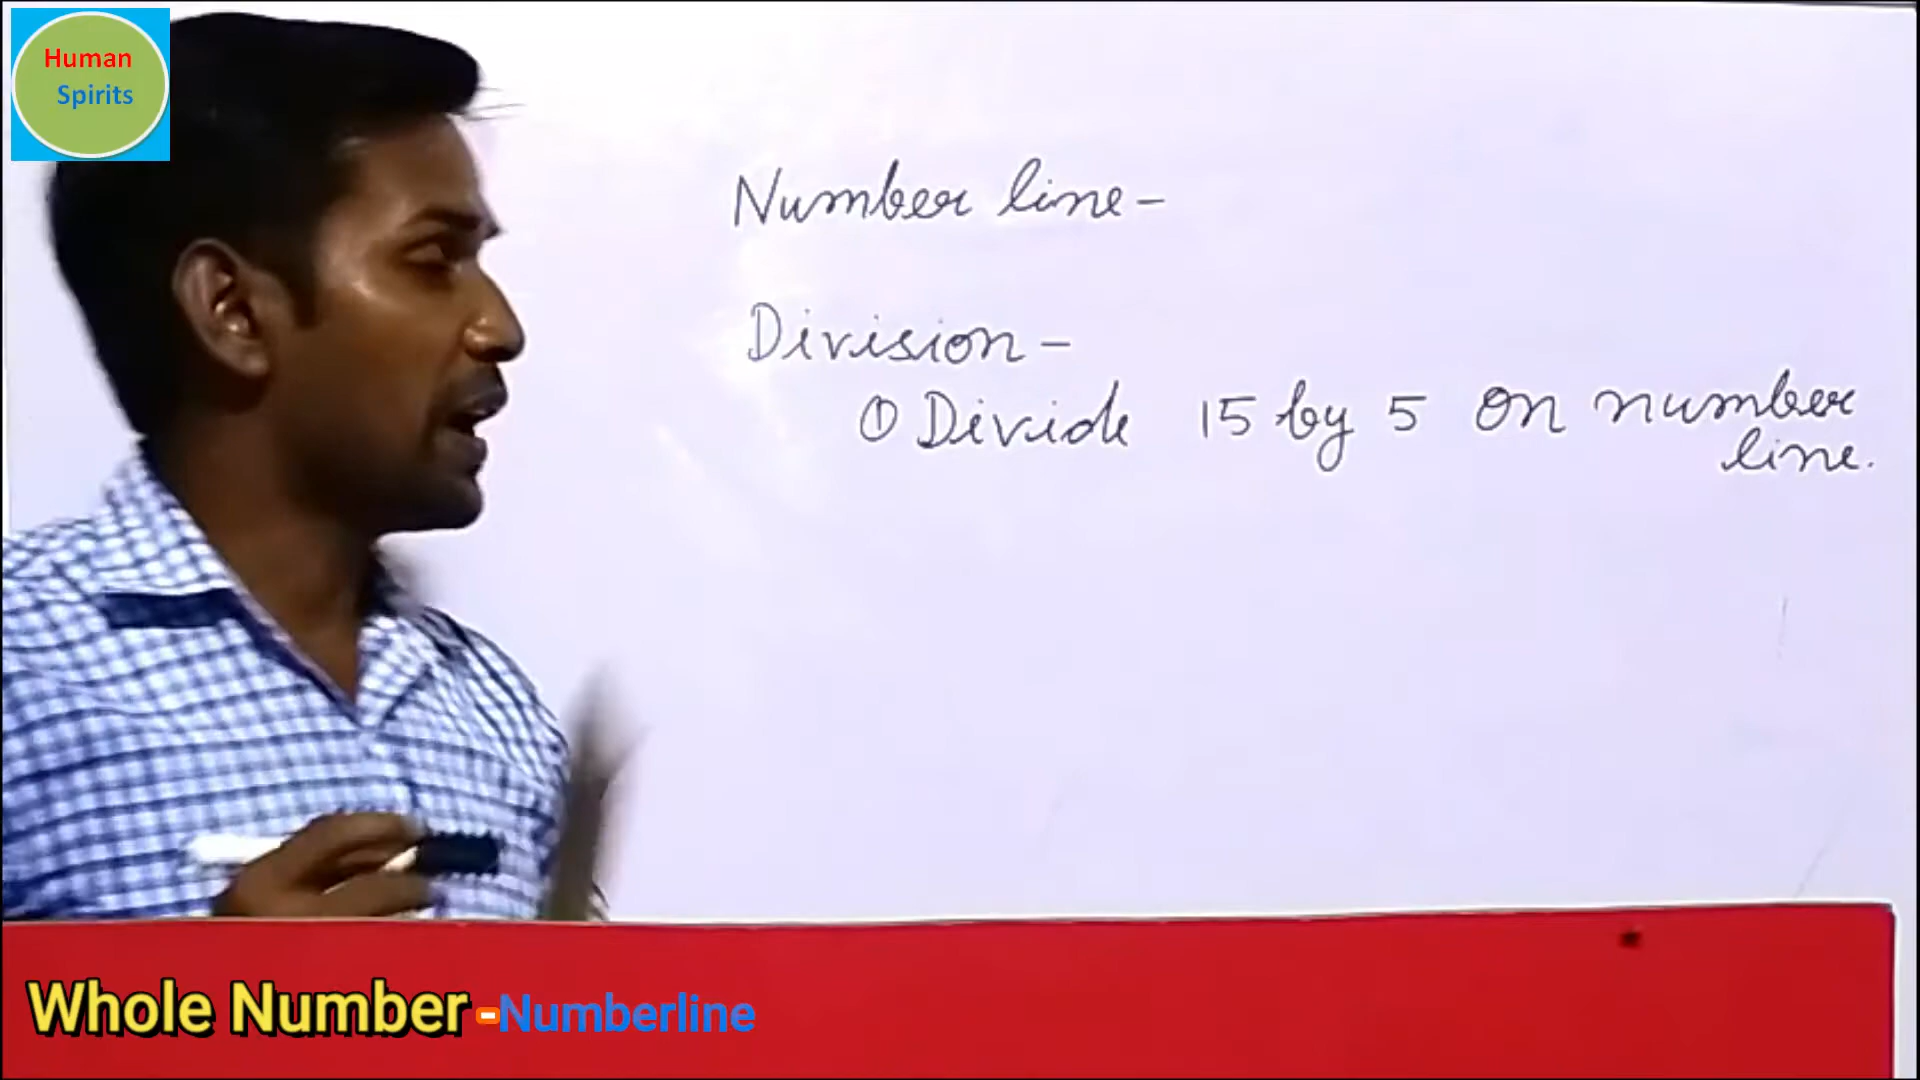 Human
Spirits
Number line -
Division -
① Divide 15 by 5 on number
line.
Whole Number -Numberline